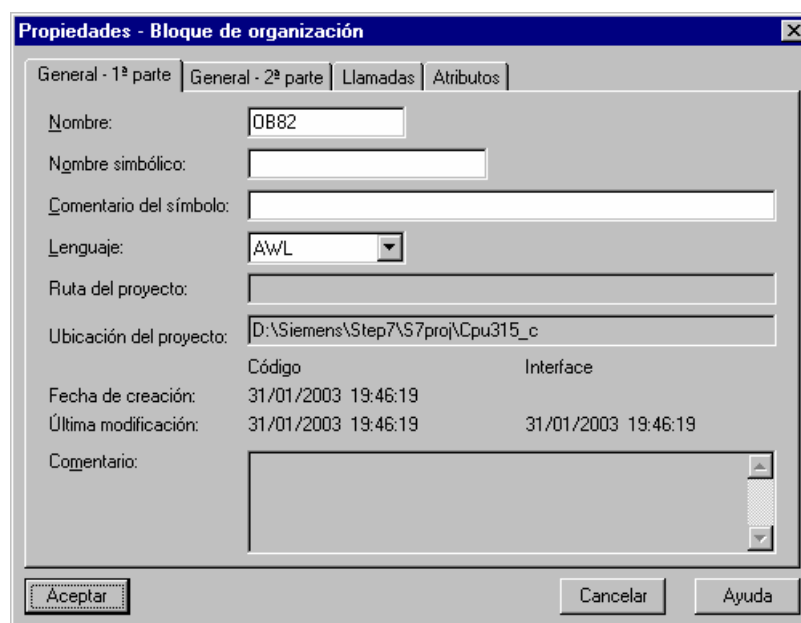 Propiedades - Bloque de organización
General - 1ª parte General - 2ª parte Llamadas Atributos
Nombre: OB82
Nombre simbólico:
Comentario del símbolo:
Lenguaje: AWL
Ruta del proyecto:
Ubicación del proyecto: D:\Siemens\Step7\S7proj\Cpu315_c
Código Interface
Fecha de creación: 31/01/2003 19:46:19
Última modificación: 31/01/2003 19:46:19 31/01/2003 19:46:19
Comentario:
Aceptar Cancelar Ayuda